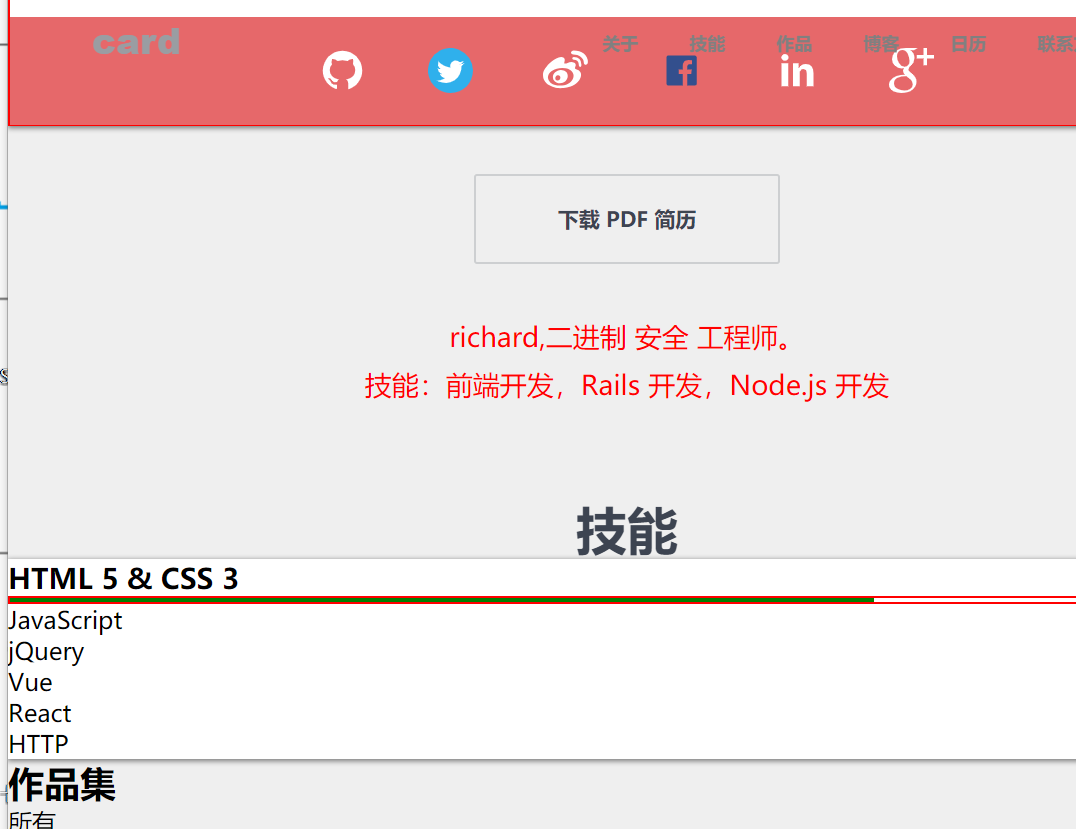 card 关于 技能 作品 博客 日历 联系
in
g+
下载 PDF 简历
richard,二进制 安全 工程师。
技能：前端开发，Rails 开发，Node.js 开发
技能
HTML 5 & CSS 3
JavaScript
jQuery
Vue
React
HTTP
作品集
所有